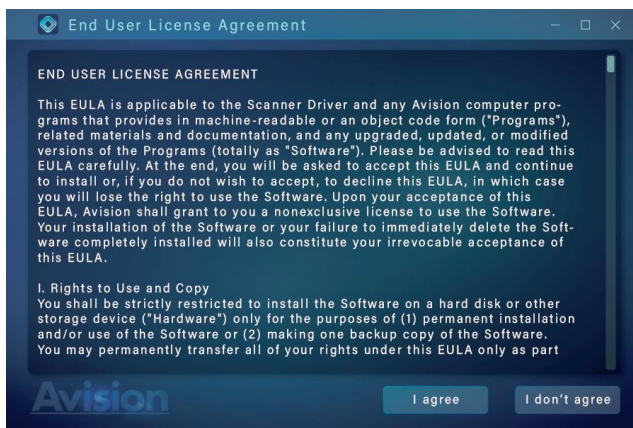 End User License Agreement
END USER LICENSE AGREEMENT
This EULA is applicable to the Scanner Driver and any Avision computer pro-
grams that provides in machine-readable or an object code form ("Programs"),
related materials and documentation, and any upgraded, updated, or modified
versions of the Programs (totally as "Software"). Please be advised to read this
EULA carefully. At the end, you will be asked to accept this EULA and continue
to install or, if you do not wish to accept, to decline this EULA, in which case
you will lose the right to use the Software. Upon your acceptance of this
EULA, Avision shall grant to you a nonexclusive license to use the Software.
Your installation of the Software or your failure to immediately delete the Soft-
ware completely installed will also constitute your irrevocable acceptance of
this EULA.
I. Rights to Use and Copy
You shall be strictly restricted to install the Software on a hard disk or other
storage device ("Hardware") only for the purposes of (1) permanent installation
and/or use of the Software or (2) making one backup copy of the Software.
You may permanently transfer all of your rights under this EULA only as part
Avision
I agree
I don't agree